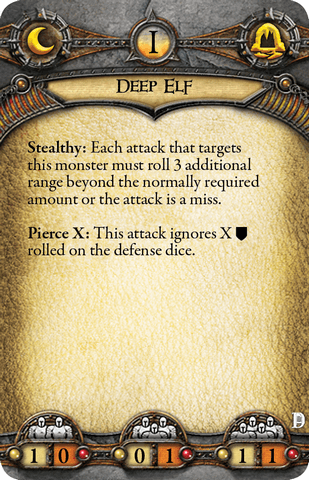 I
Deep Elf
Stealthy: Each attack that targets
this monster must roll 3 additional
range beyond the normally required
amount or the attack is a miss.
Pierce X: This attack ignores X
rolled on the defense dice.
1 0 0 1 1 1
D